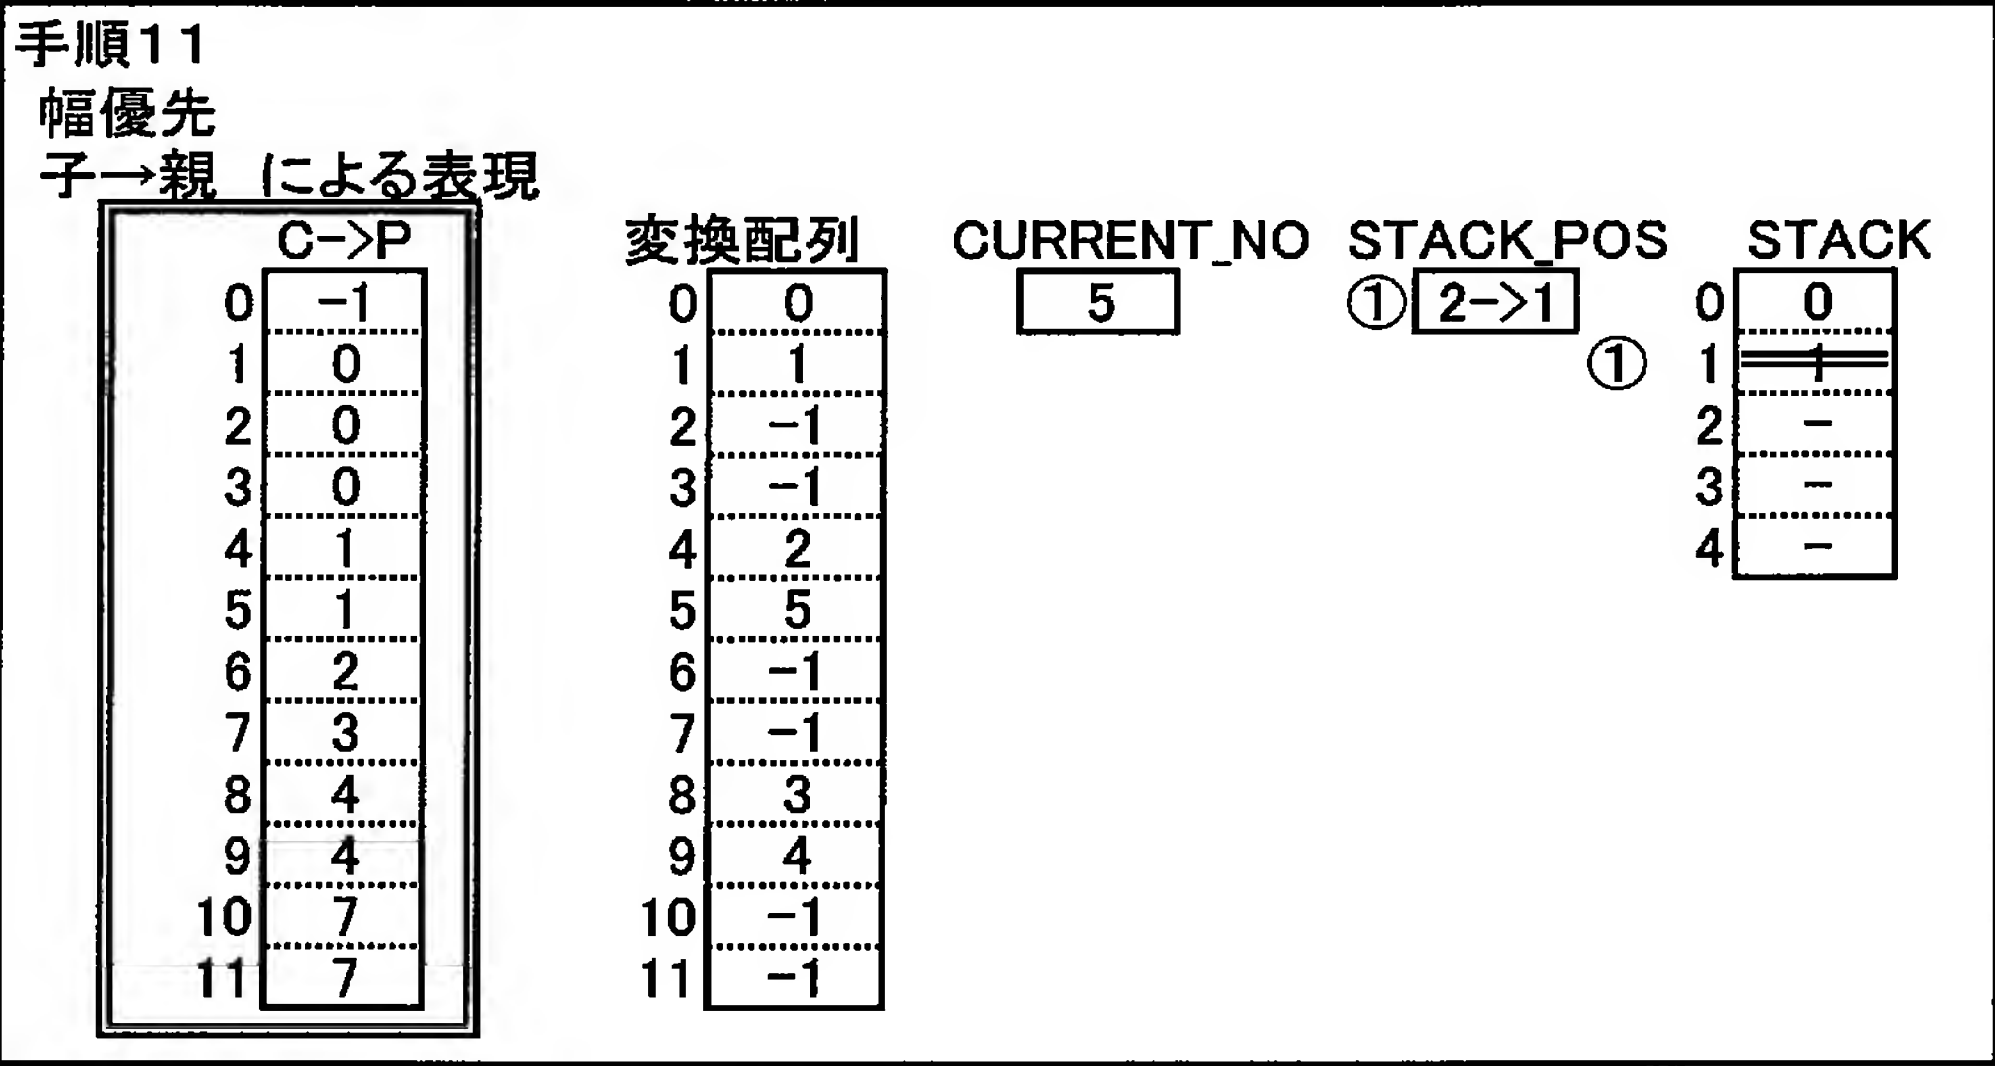 手順11
幅優先
子→親 による表現
C->P 変換配列 CURRENT_NO STACK_POS STACK
0 -1 0 0 5 ① 2->1 0 0
1 0 1 1 ① 1 1
2 0 2 -1 2 -
3 0 3 -1 3 -
4 1 4 2 4 -
5 1 5 5
6 2 6 -1
7 3 7 -1
8 4 8 3
9 4 9 4
10 7 10 -1
11 7 11 -1